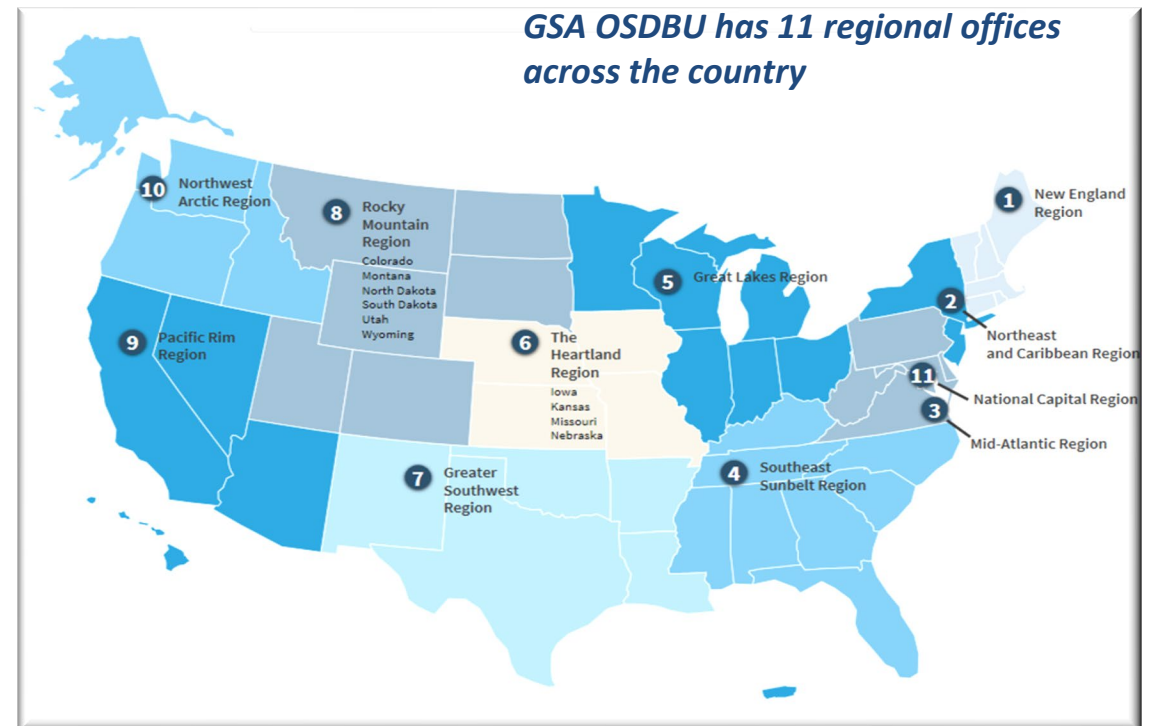 GSA OSDBU has 11 regional offices
across the country
10
Northwest
Arctic Region
8
Rocky
Mountain
Region
Colorado
Montana
North Dakota
South Dakota
Utah
Wyoming
1
New England
Region
5
Great Lakes Region
2
Northeast
and Caribbean Region
9
Pacific Rim
Region
6
The
Heartland
Region
Iowa
Kansas
Missouri
Nebraska
11
National Capital Region
3
Mid-Atlantic Region
7
Greater
Southwest
Region
4
Southeast
Sunbelt Region